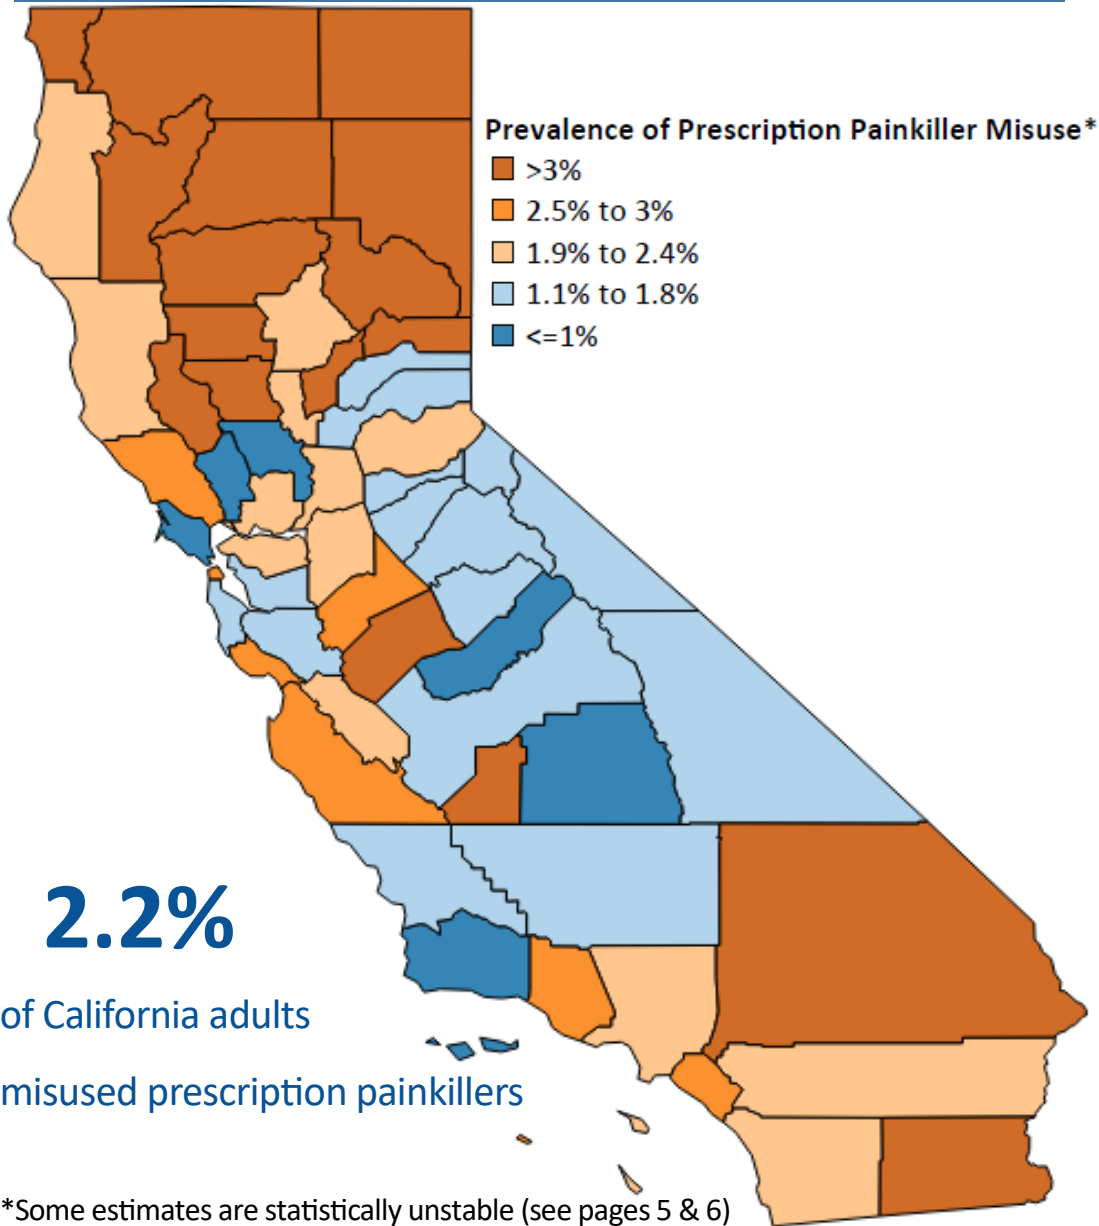 Prevalence of Prescription Painkiller Misuse*
>3%
2.5% to 3%
1.9% to 2.4%
1.1% to 1.8%
<=1%
2.2%
of California adults
misused prescription painkillers
*Some estimates are statistically unstable (see pages 5 & 6)